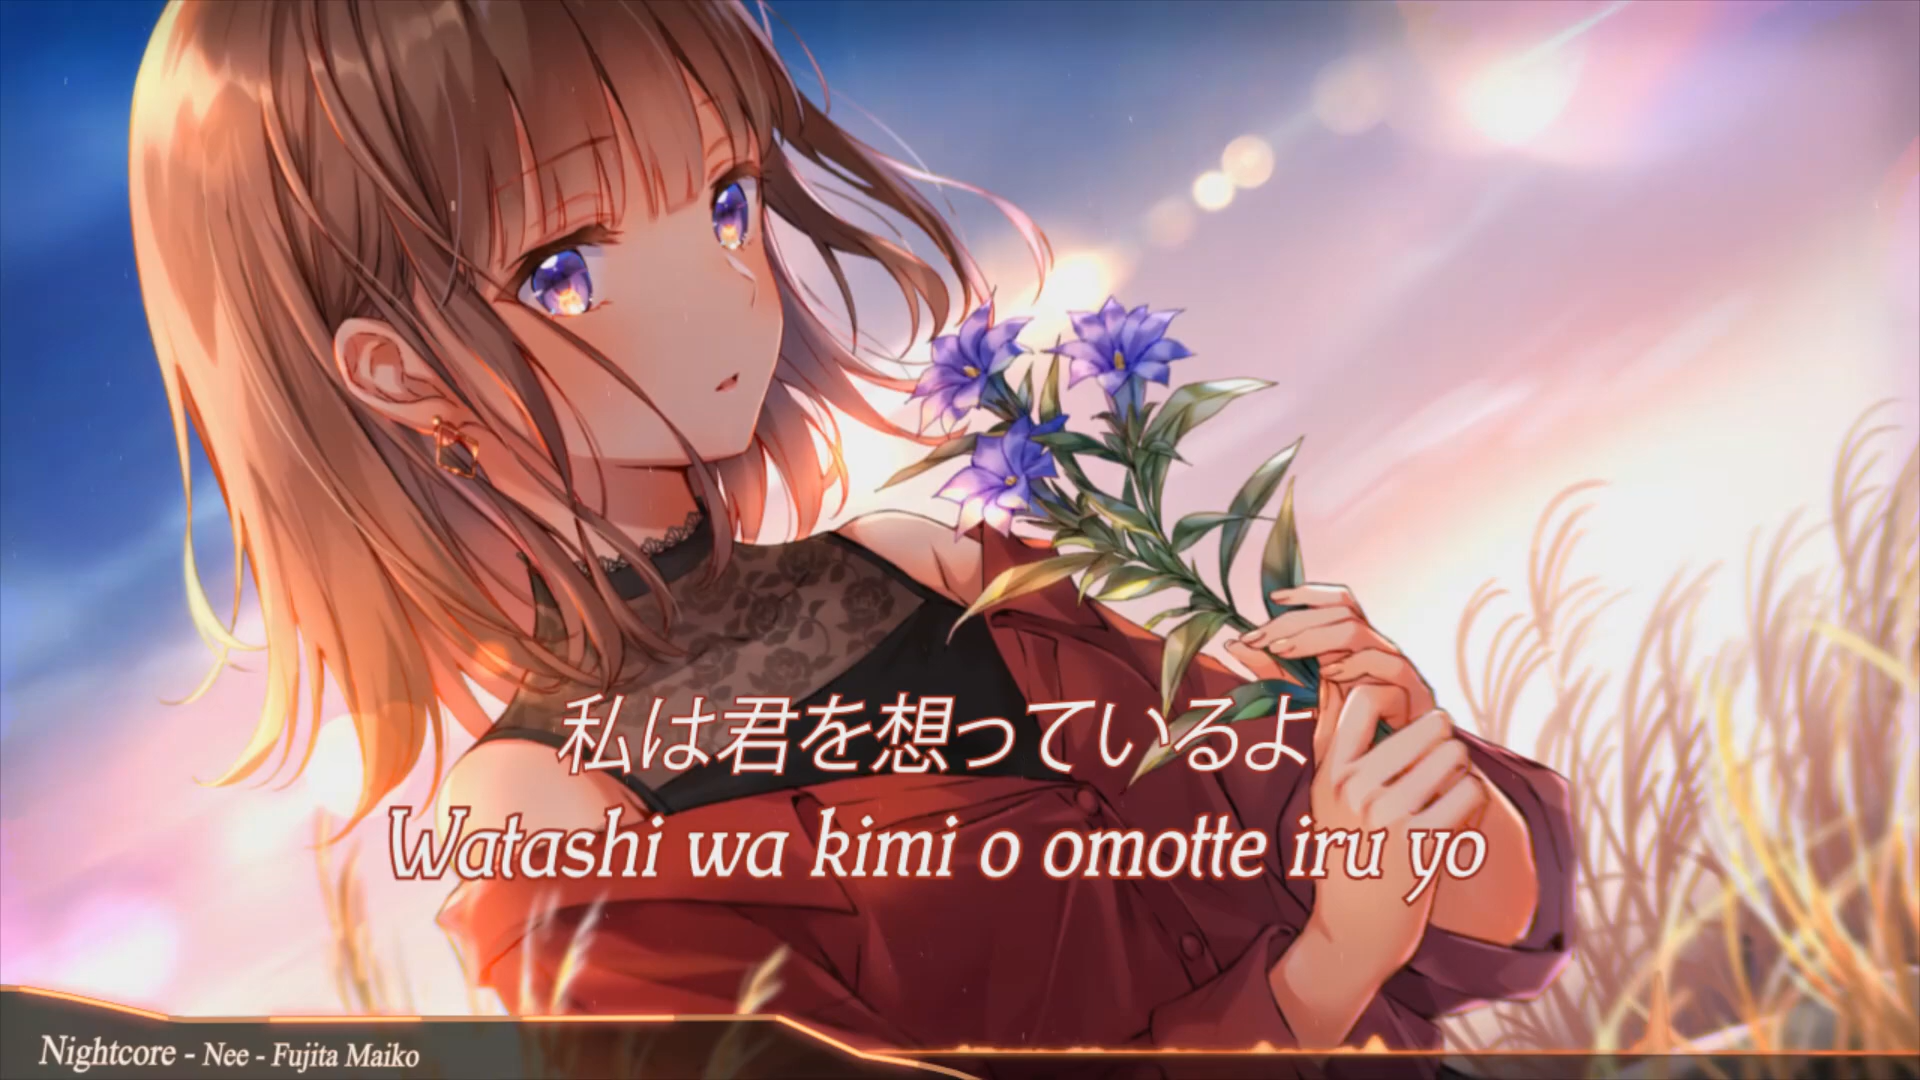 私は君を想っているよ
Watashi wa kimi o omotte iru yo
Nightcore - Nee - Fujita Maiko